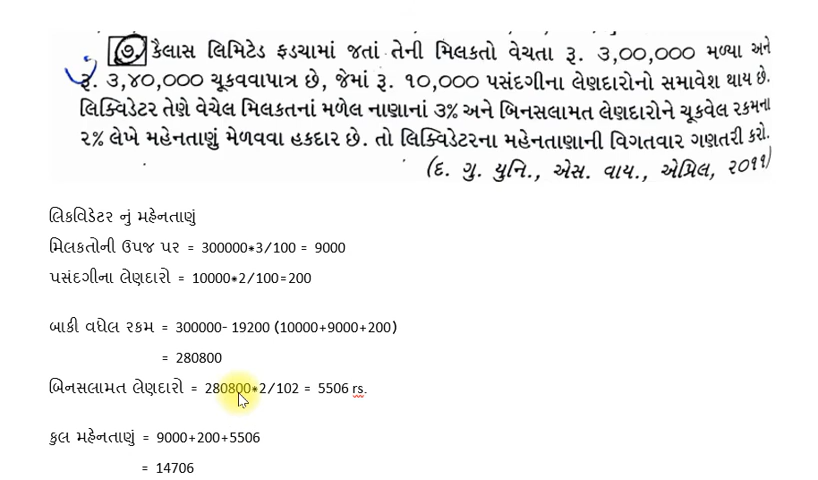 ૭. કૈલાસ લિમિટેડ ફડચામાં જતાં તેની મિલકતો વેચતા રૂ. ૩,૦૦,૦૦૦ મળ્યા અને
રૂ. ૩,૪૦,૦૦૦ ચૂકવવાપાત્ર છે, જેમાં રૂ. ૧૦,૦૦૦ પસંદગીના લેણદારોનો સમાવેશ થાય છે.
લિક્વિડેટર તેણે વેચેલ મિલકતનાં મળેલ નાણાનાં ૩% અને બિનસલામત લેણદારોને ચૂકવેલ રકમના
૨% લેખે મહેનતાણું મેળવવા હકદાર છે. તો લિક્વિડેટરના મહેનતાણાની વિગતવાર ગણતરી કરો.
(દ. ગુ. યુનિ., એસ. વાય., એપ્રિલ, ૨૦૧૧)
લિકવિડેટર નું મહેનતાણું
મિલકતોની ઉપજ પર = 300000*3/100 = 9000
પસંદગીના લેણદારો = 10000*2/100=200
બાકી વધેલ રકમ = 300000- 19200 (10000+9000+200)
= 280800
બિનસલામત લેણદારો = 280800*2/102 = 5506 rs.
કુલ મહેનતાણું = 9000+200+5506
= 14706